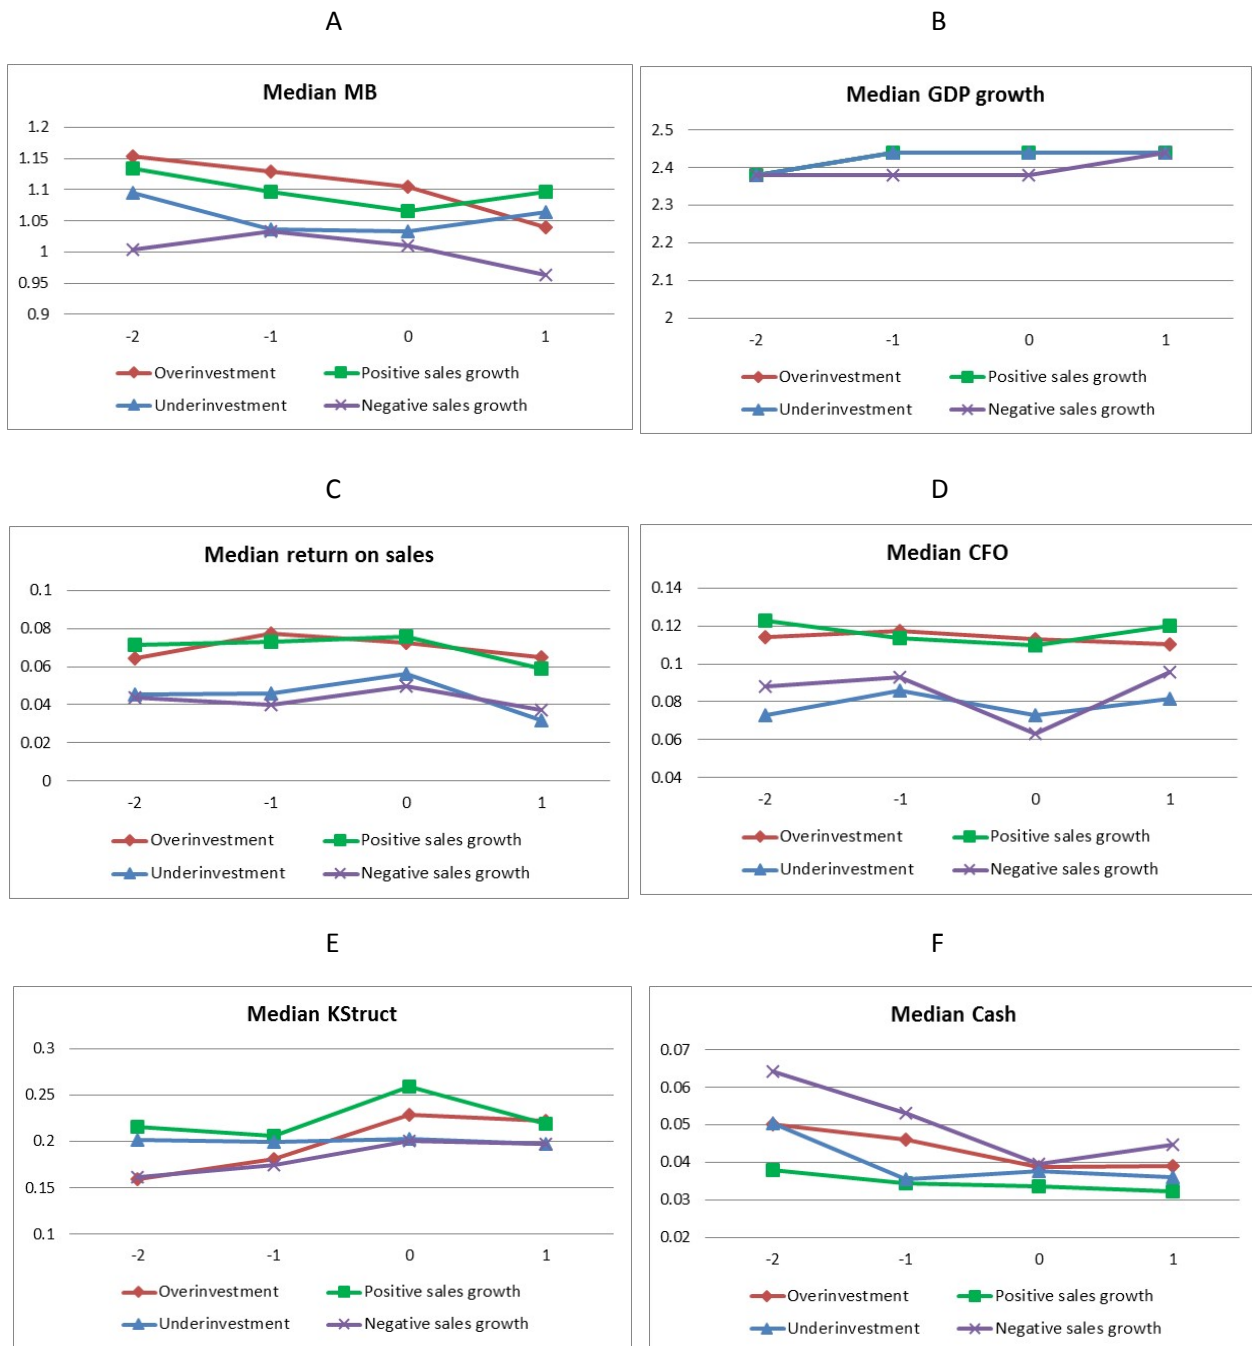 A
B
Median MB
1.2
1.15
1.1
1.05
1
0.95
0.9
-2 -1 0 1
Overinvestment Positive sales growth
Underinvestment Negative sales growth
Median GDP growth
2.5
2.4
2.3
2.2
2.1
2
-2 -1 0 1
Overinvestment Positive sales growth
Underinvestment Negative sales growth
C
D
Median return on sales
0.1
0.08
0.06
0.04
0.02
0
-2 -1 0 1
Overinvestment Positive sales growth
Underinvestment Negative sales growth
Median CFO
0.14
0.12
0.1
0.08
0.06
0.04
-2 -1 0 1
Overinvestment Positive sales growth
Underinvestment Negative sales growth
E
F
Median KStruct
0.3
0.25
0.2
0.15
0.1
-2 -1 0 1
Overinvestment Positive sales growth
Underinvestment Negative sales growth
Median Cash
0.07
0.06
0.05
0.04
0.03
0.02
-2 -1 0 1
Overinvestment Positive sales growth
Underinvestment Negative sales growth